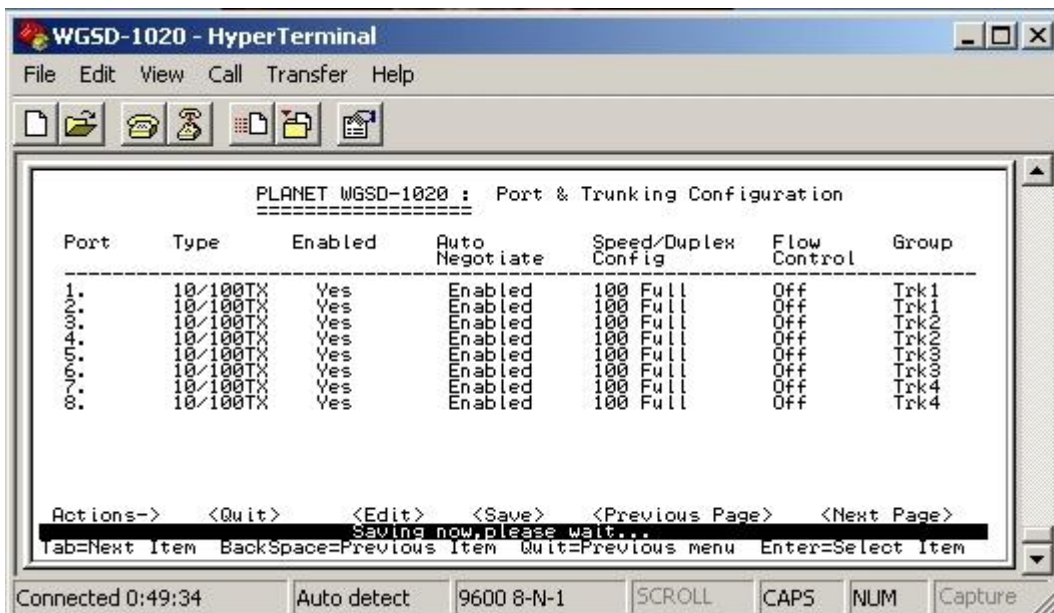 WGSD-1020 - HyperTerminal
File Edit View Call Transfer Help
PLANET WGSD-1020 : Port & Trunking Configuration
===================
Port Type Enabled Auto Negotiate Speed/Duplex Config Flow Control Group
1. 10/100TX Yes Enabled 100 Full Off Trk1
2. 10/100TX Yes Enabled 100 Full Off Trk1
3. 10/100TX Yes Enabled 100 Full Off Trk2
4. 10/100TX Yes Enabled 100 Full Off Trk2
5. 10/100TX Yes Enabled 100 Full Off Trk3
6. 10/100TX Yes Enabled 100 Full Off Trk3
7. 10/100TX Yes Enabled 100 Full Off Trk4
8. 10/100TX Yes Enabled 100 Full Off Trk4
Actions-> <Quit> <Edit> <Save> <Previous Page> <Next Page>
Saving now,please wait...
Tab=Next Item BackSpace=Previous Item Quit=Previous menu Enter=Select Item
Connected 0:49:34 Auto detect 9600 8-N-1 SCROLL CAPS NUM Capture